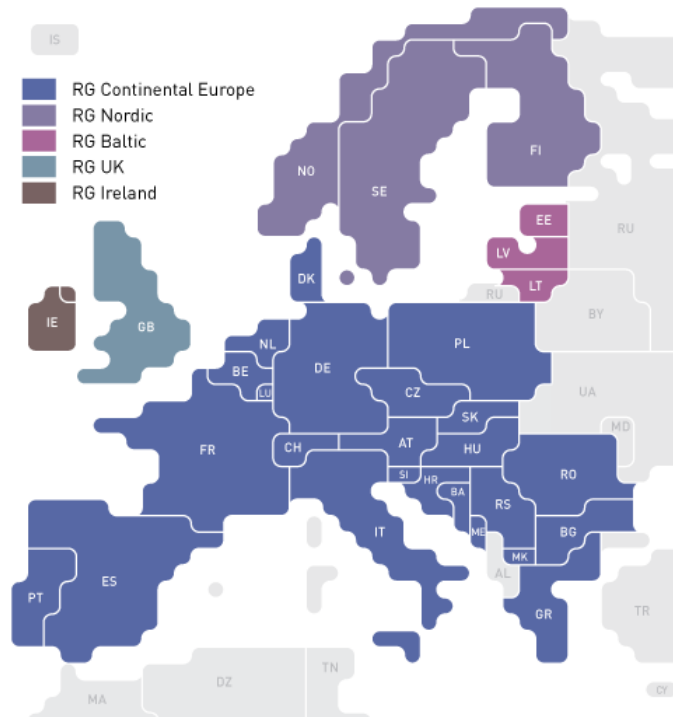 IS
RG Continental Europe
RG Nordic
RG Baltic
RG UK
RG Ireland
NO
SE
FI
RU
EE
LV
LT
RU
BY
DK
IE
GB
NL
BE
LU
DE
PL
CZ
UA
MD
SK
FR
CH
AT
HU
SI
HR
BA
RO
RS
IT
ME
BG
MK
AL
PT
ES
GR
TR
MA
DZ
TN
CY